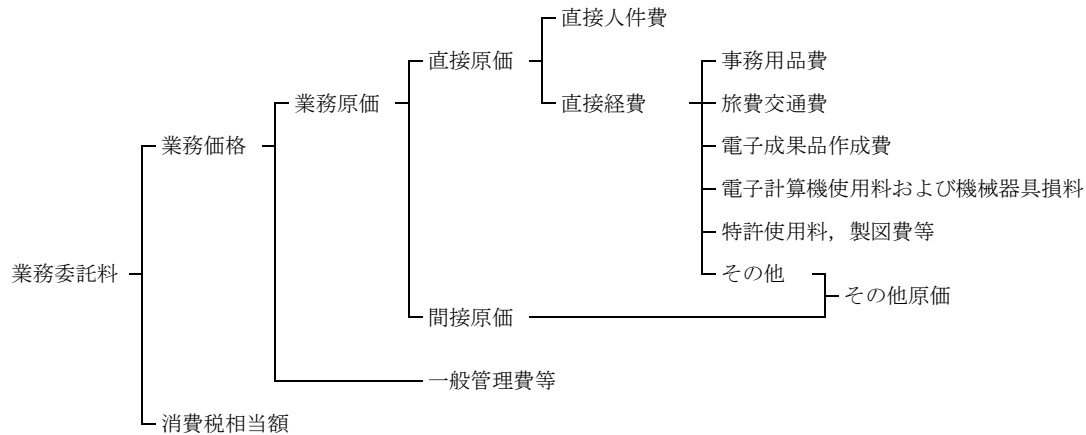 直接人件費
直接原価
事務用品費
業務原価
直接経費
旅費交通費
業務価格
電子成果品作成費
電子計算機使用料および機械器具損料
特許使用料，製図費等
業務委託料
その他
その他原価
間接原価
一般管理費等
消費税相当額